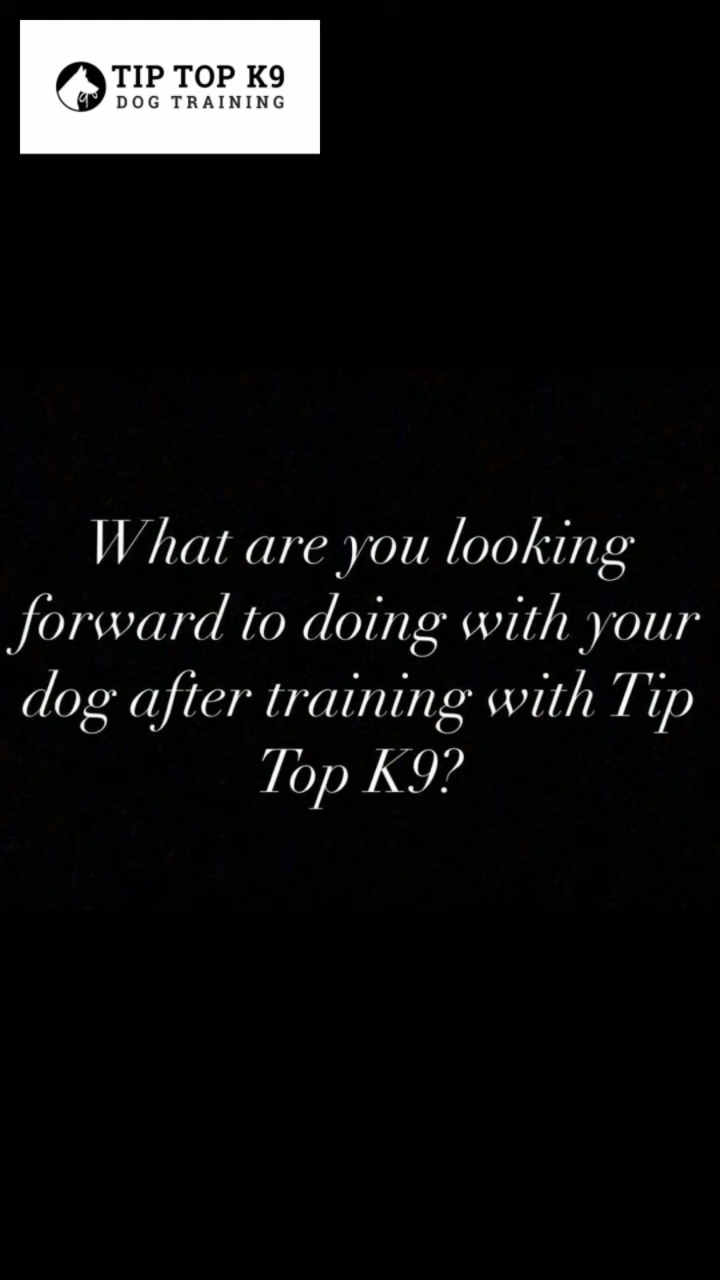 TIP TOP K9
DOG TRAINING
What are you looking
forward to doing with your
dog after training with Tip
Top K9?